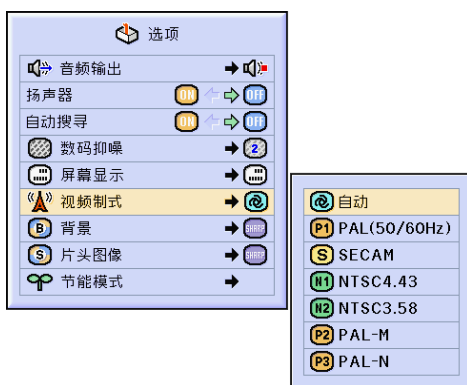 选项
音频输出
扬声器 ON OFF
自动搜寻 ON OFF
数码抑噪 2
屏幕显示
视频制式
B 背景 SHARP
S 片头图像 SHARP
节能模式
自动
P1 PAL(50/60Hz)
S SECAM
N1 NTSC4.43
N2 NTSC3.58
P2 PAL-M
P3 PAL-N